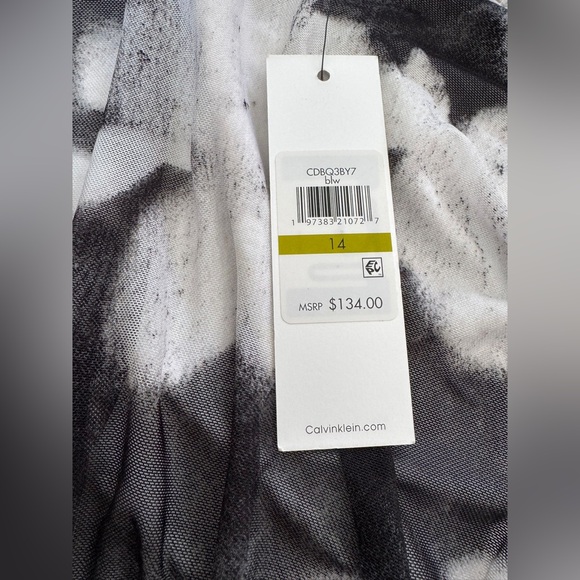 CDBQ3BY7
blw
1 97383 21072 7
14
MSRP $134.00
Calvinklein.com